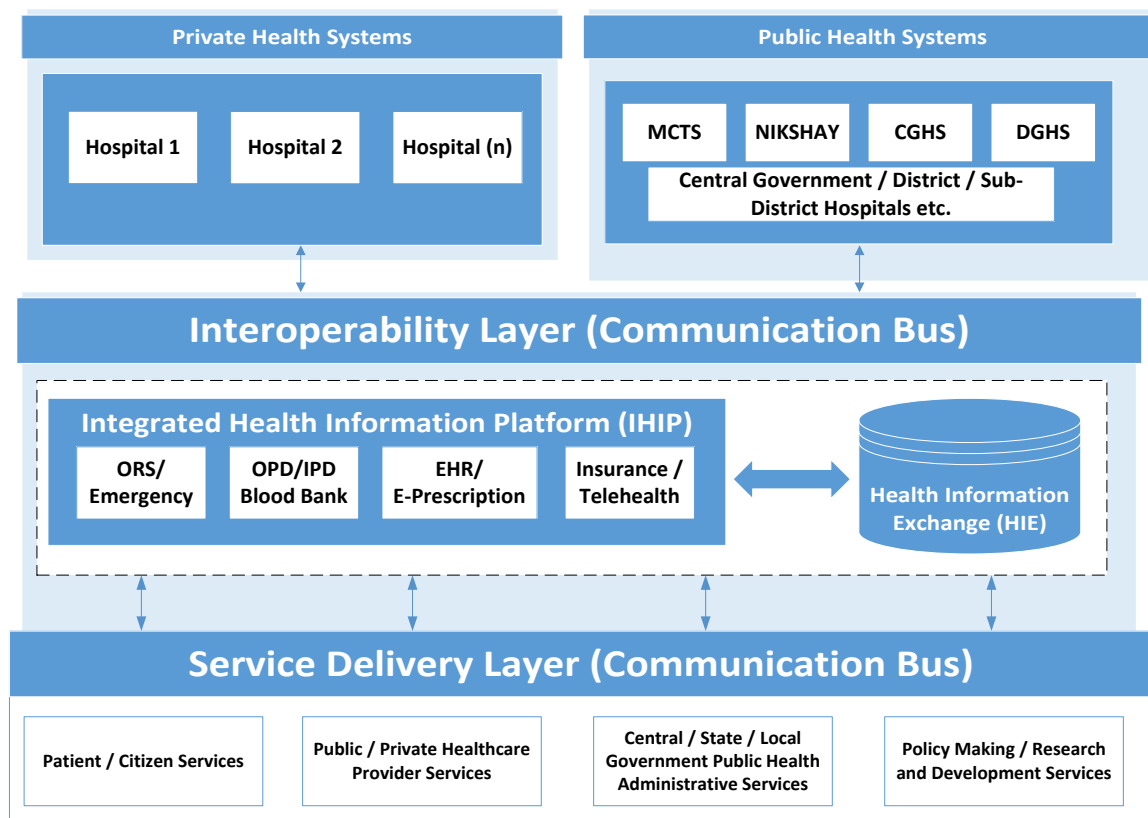 Private Health Systems
Public Health Systems
Hospital 1
Hospital 2
Hospital (n)
MCTS
NIKSHAY
CGHS
DGHS
Central Government / District / Sub-
District Hospitals etc.
Interoperability Layer (Communication Bus)
Integrated Health Information Platform (IHIP)
ORS/
Emergency
OPD/IPD
Blood Bank
EHR/
E-Prescription
Insurance /
Telehealth
Health Information
Exchange (HIE)
Service Delivery Layer (Communication Bus)
Patient / Citizen Services
Public / Private Healthcare
Provider Services
Central / State / Local
Government Public Health
Administrative Services
Policy Making / Research
and Development Services